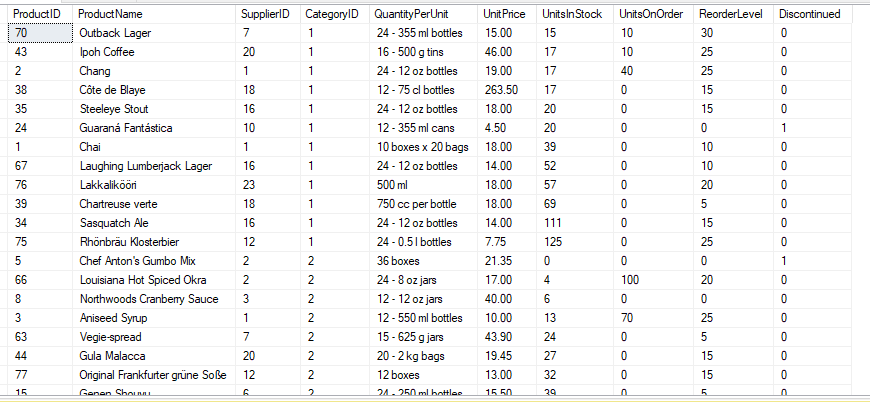 ProductID ProductName SupplierID CategoryID QuantityPerUnit UnitPrice UnitsInStock UnitsOnOrder ReorderLevel Discontinued
70 Outback Lager 7 1 24 - 355 ml bottles 15.00 15 10 30 0
43 Ipoh Coffee 20 1 16 - 500 g tins 46.00 17 10 25 0
2 Chang 1 1 24 - 12 oz bottles 19.00 17 40 25 0
38 Côte de Blaye 18 1 12 - 75 cl bottles 263.50 17 0 15 0
35 Steeleye Stout 16 1 24 - 12 oz bottles 18.00 20 0 15 0
24 Guaraná Fantástica 10 1 12 - 355 ml cans 4.50 20 0 0 1
1 Chai 1 1 10 boxes x 20 bags 18.00 39 0 10 0
67 Laughing Lumberjack Lager 16 1 24 - 12 oz bottles 14.00 52 0 10 0
76 Lakkalikööri 23 1 500 ml 18.00 57 0 20 0
39 Chartreuse verte 18 1 750 cc per bottle 18.00 69 0 5 0
34 Sasquatch Ale 16 1 24 - 12 oz bottles 14.00 111 0 15 0
75 Rhönbräu Klosterbier 12 1 24 - 0.5 l bottles 7.75 125 0 25 0
5 Chef Anton's Gumbo Mix 2 2 36 boxes 21.35 0 0 0 1
66 Louisiana Hot Spiced Okra 2 2 24 - 8 oz jars 17.00 4 100 20 0
8 Northwoods Cranberry Sauce 3 2 12 - 12 oz jars 40.00 6 0 0 0
3 Aniseed Syrup 1 2 12 - 550 ml bottles 10.00 13 70 25 0
63 Vegie-spread 7 2 15 - 625 g jars 43.90 24 0 5 0
44 Gula Malacca 20 2 20 - 2 kg bags 19.45 27 0 15 0
77 Original Frankfurter grüne Soße 12 2 12 boxes 13.00 32 0 15 0
15 Genen Shouyu 6 2 24 - 250 ml bottles 15.50 39 0 5 0